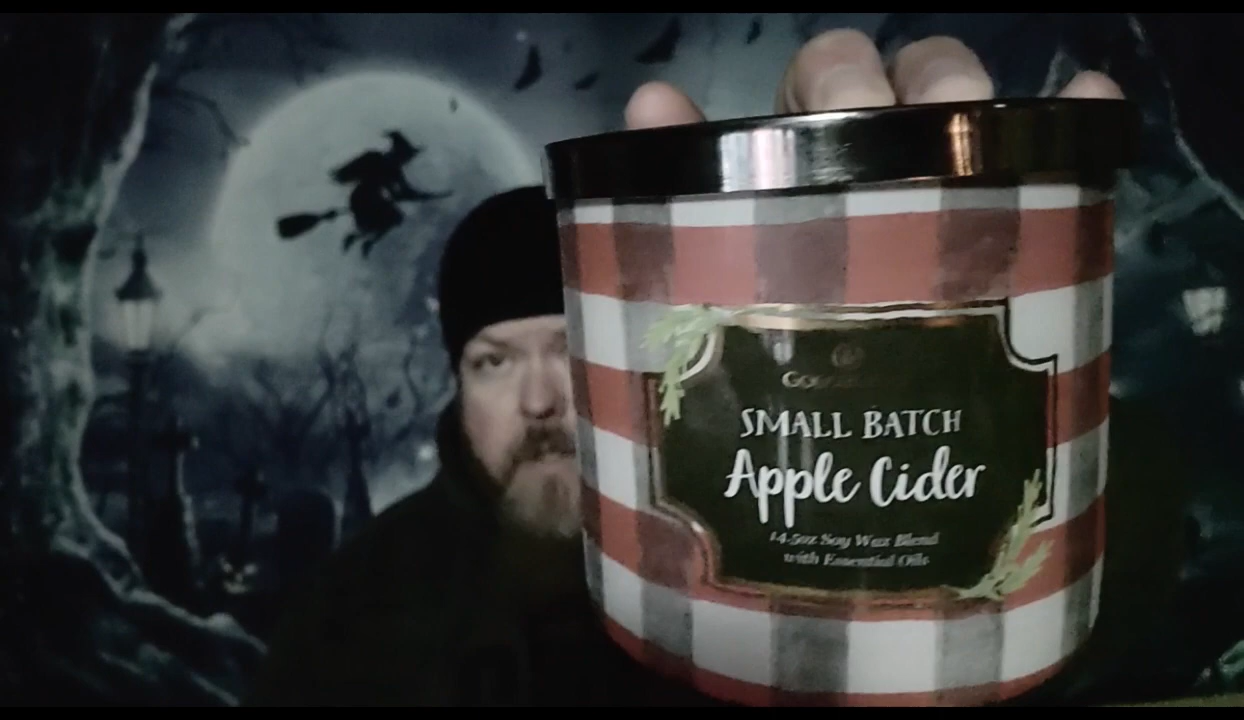 SMALL BATCH
Apple Cider
14.5oz Soy Wax Blend
with Essential Oils